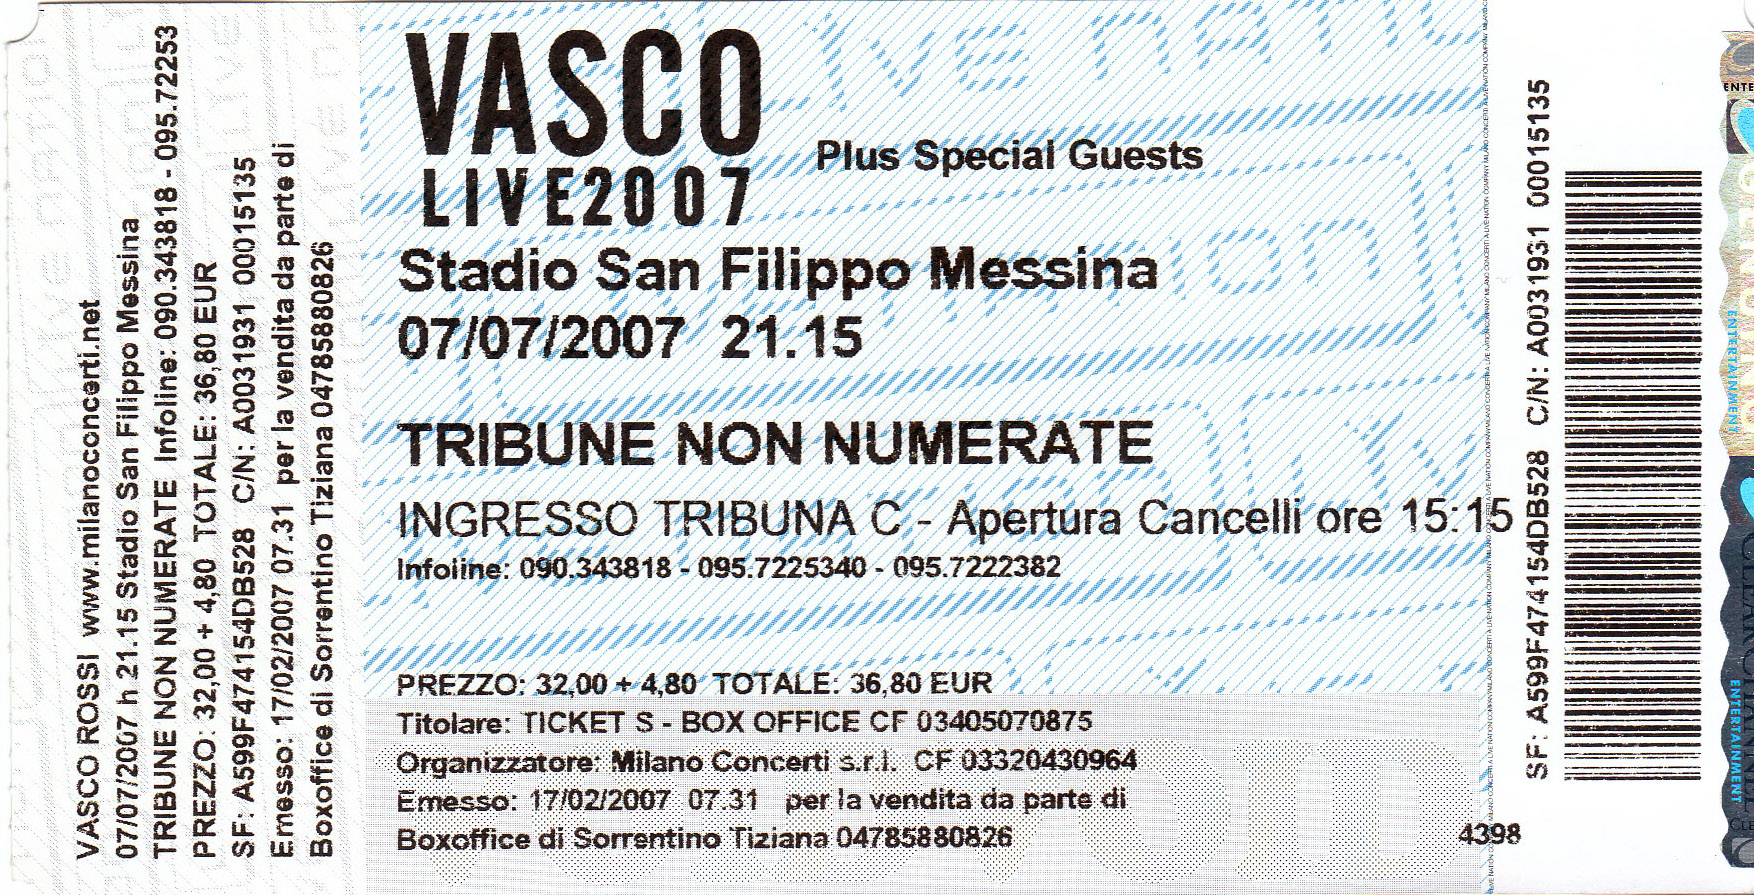 VASCO ROSSI www.milanoconcerti.net
07/07/2007 h 21.15 Stadio San Filippo Messina
TRIBUNE NON NUMERATE Infoline: 090.343818 - 095.72253
PREZZO: 32,00 + 4,80 TOTALE: 36,80 EUR
SF: A599F474154DB528 C/N: A0031931 00015135
Emesso: 17/02/2007 07.31 per la vendita da parte di
Boxoffice di Sorrentino Tiziana 04785880826
VASCO
LIVE2007
Plus Special Guests
Stadio San Filippo Messina
07/07/2007 21.15
TRIBUNE NON NUMERATE
INGRESSO TRIBUNA C - Apertura Cancelli ore 15:15
Infoline: 090.343818 - 095.7225340 - 095.7222382
PREZZO: 32,00 + 4,80 TOTALE: 36,80 EUR
Titolare: TICKET S - BOX OFFICE CF 03405070875
Organizzatore: Milano Concerti s.r.l. CF 03320430964
Emesso: 17/02/2007 07.31 per la vendita da parte di
Boxoffice di Sorrentino Tiziana 04785880826
4398
SF: A599F474154DB528 C/N: A0031931 00015135
ENTERTAINMENT
ENTERTAINMENT